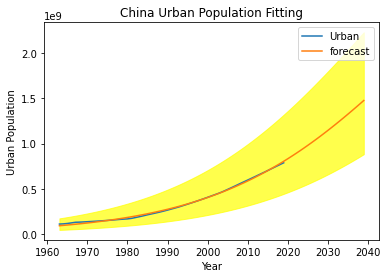 China Urban Population Fitting
1e9
Urban
forecast
2.0
1.5
1.0
0.5
0.0
Urban Population
1960 1970 1980 1990 2000 2010 2020 2030 2040
Year